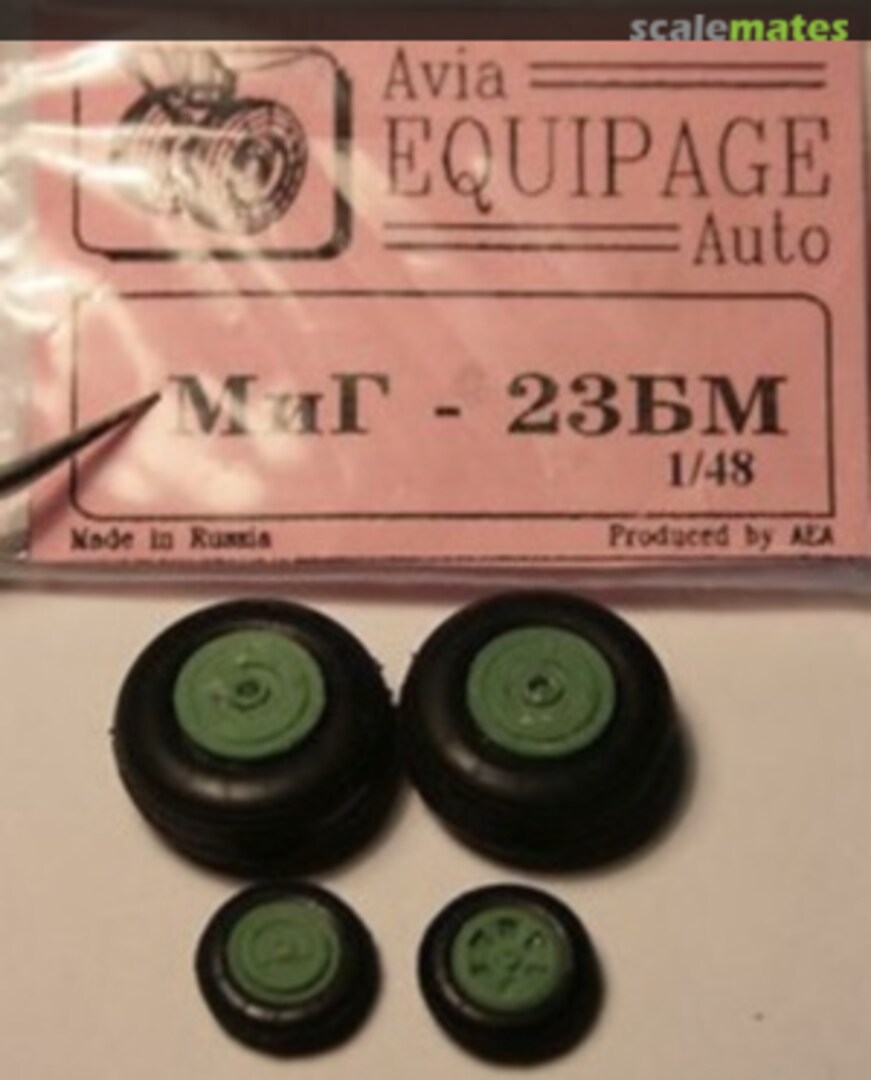 scalemates
Avia
EQUIPAGE
Auto
МиГ - 23БМ
1/48
Made in Russia
Produced by AEA